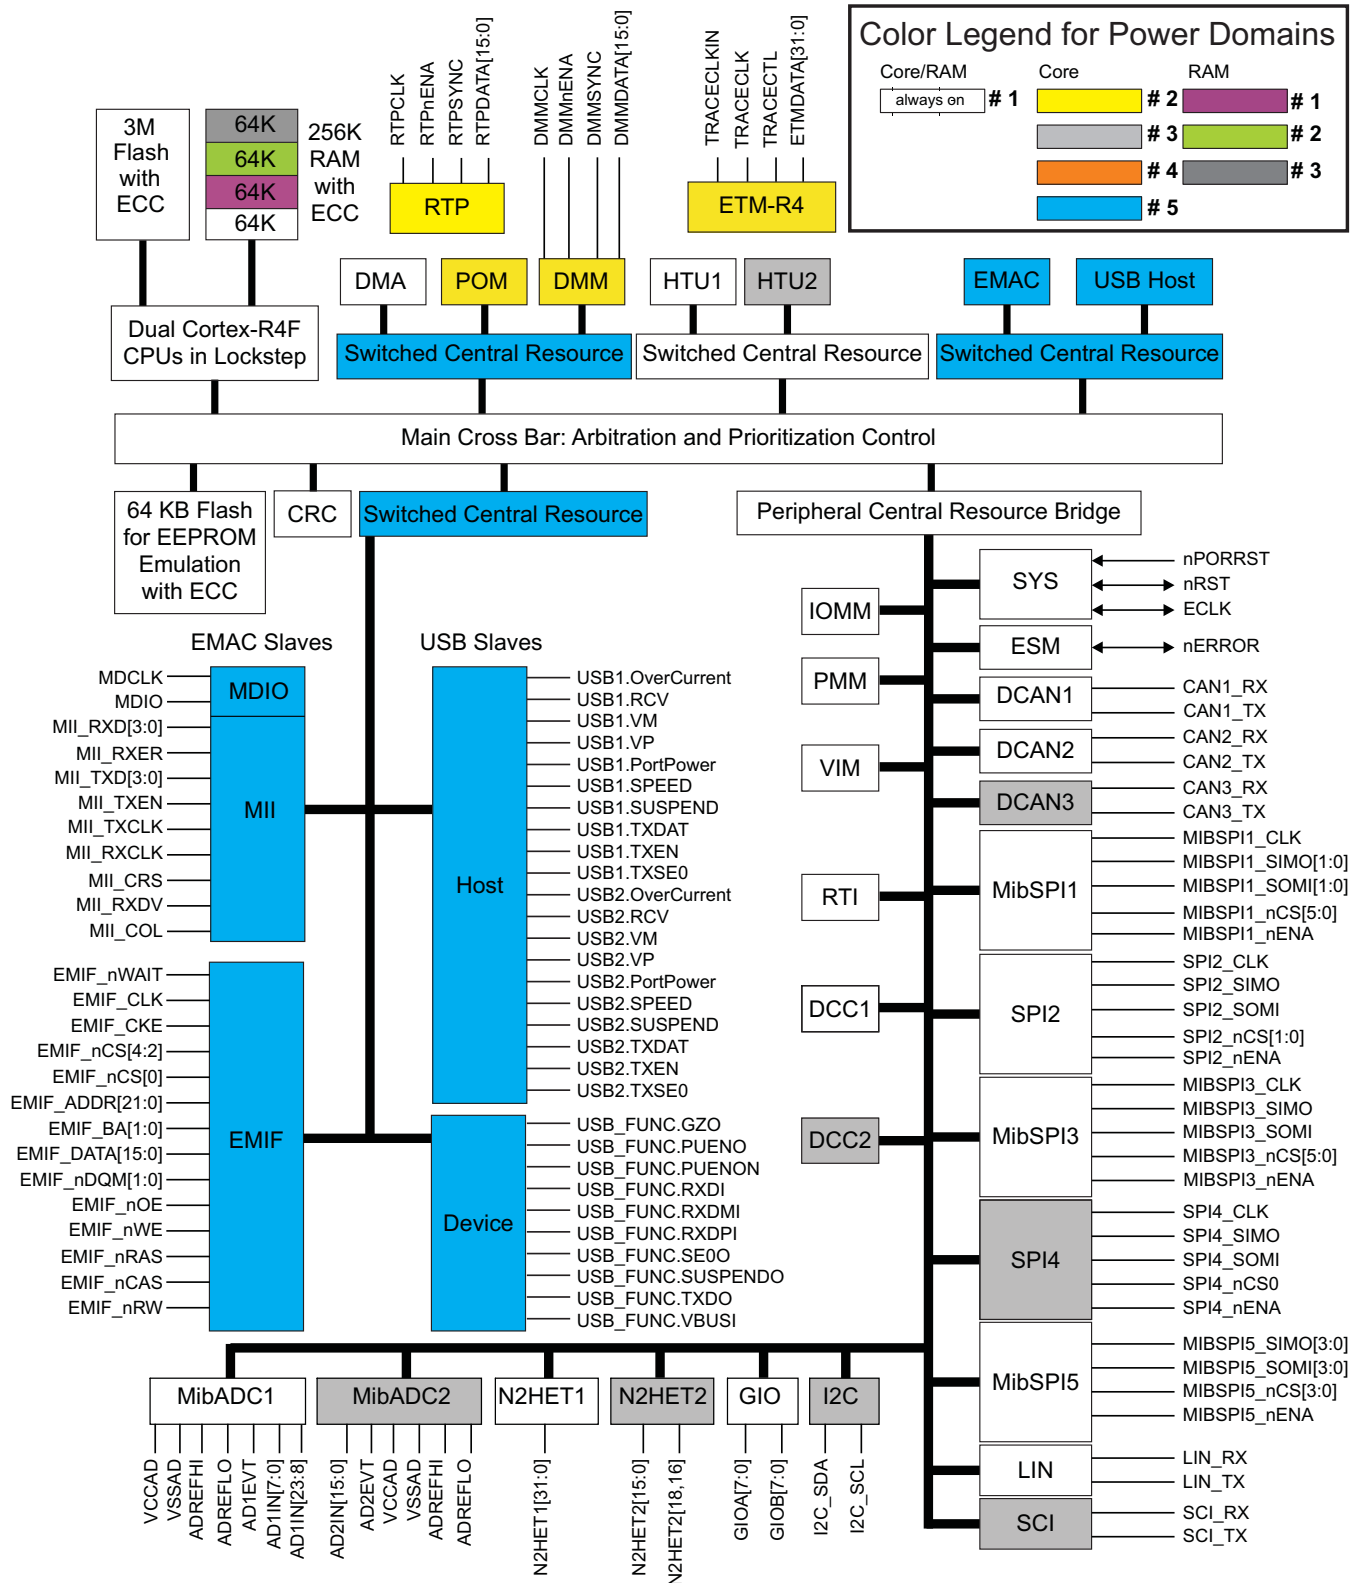 Color Legend for Power Domains
Core/RAM
Core
RAM
always on
# 1
# 2
# 1
# 3
# 2
# 4
# 3
# 5
3M
Flash
with
ECC
64K
64K
64K
64K
256K
RAM
with
ECC
RTPCLK
RTPnENA
RTPSYNC
RTPDATA[15:0]
RTP
DMMCLK
DMMnENA
DMMSYNC
DMMDATA[15:0]
TRACECLKIN
TRACECLK
TRACECTL
ETMDATA[31:0]
ETM-R4
DMA
POM
DMM
HTU1
HTU2
EMAC
USB Host
Dual Cortex-R4F
CPUs in Lockstep
Switched Central Resource
Switched Central Resource
Switched Central Resource
Main Cross Bar: Arbitration and Prioritization Control
64 KB Flash
for EEPROM
Emulation
with ECC
CRC
Switched Central Resource
Peripheral Central Resource Bridge
EMAC Slaves
USB Slaves
MDCLK
MDIO
MII_RXD[3:0]
MII_RXER
MII_TXD[3:0]
MII_TXEN
MII_TXCLK
MII_RXCLK
MII_CRS
MII_RXDV
MII_COL
MDIO
MII
EMIF_nWAIT
EMIF_CLK
EMIF_CKE
EMIF_nCS[4:2]
EMIF_nCS[0]
EMIF_ADDR[21:0]
EMIF_BA[1:0]
EMIF_DATA[15:0]
EMIF_nDQM[1:0]
EMIF_nOE
EMIF_nWE
EMIF_nRAS
EMIF_nCAS
EMIF_nRW
EMIF
Host
USB1.OverCurrent
USB1.RCV
USB1.VM
USB1.VP
USB1.PortPower
USB1.SPEED
USB1.SUSPEND
USB1.TXDAT
USB1.TXEN
USB1.TXSE0
USB2.OverCurrent
USB2.RCV
USB2.VM
USB2.VP
USB2.PortPower
USB2.SPEED
USB2.SUSPEND
USB2.TXDAT
USB2.TXEN
USB2.TXSE0
Device
USB_FUNC.GZO
USB_FUNC.PUENO
USB_FUNC.PUENON
USB_FUNC.RXDI
USB_FUNC.RXDMI
USB_FUNC.RXDPI
USB_FUNC.SE0O
USB_FUNC.SUSPENDO
USB_FUNC.TXDO
USB_FUNC.VBUSI
IOMM
PMM
VIM
RTI
DCC1
DCC2
SYS
nPORRST
nRST
ECLK
ESM
nERROR
DCAN1
CAN1_RX
CAN1_TX
DCAN2
CAN2_RX
CAN2_TX
DCAN3
CAN3_RX
CAN3_TX
MibSPI1
MIBSPI1_CLK
MIBSPI1_SIMO[1:0]
MIBSPI1_SOMI[1:0]
MIBSPI1_nCS[5:0]
MIBSPI1_nENA
SPI2
SPI2_CLK
SPI2_SIMO
SPI2_SOMI
SPI2_nCS[1:0]
SPI2_nENA
MibSPI3
MIBSPI3_CLK
MIBSPI3_SIMO
MIBSPI3_SOMI
MIBSPI3_nCS[5:0]
MIBSPI3_nENA
SPI4
SPI4_CLK
SPI4_SIMO
SPI4_SOMI
SPI4_nCS0
SPI4_nENA
MibSPI5
MIBSPI5_SIMO[3:0]
MIBSPI5_SOMI[3:0]
MIBSPI5_nCS[3:0]
MIBSPI5_nENA
LIN
LIN_RX
LIN_TX
SCI
SCI_RX
SCI_TX
MibADC1
MibADC2
N2HET1
N2HET2
GIO
I2C
VCCAD
VSSAD
ADREFHI
ADREFLO
AD1EVT
AD1IN[7:0]
AD1IN[23:8]
AD2IN[15:0]
AD2EVT
VCCAD
VSSAD
ADREFHI
ADREFLO
N2HET1[31:0]
N2HET2[15:0]
N2HET2[18,16]
GIOA[7:0]
GIOB[7:0]
I2C_SDA
I2C_SCL